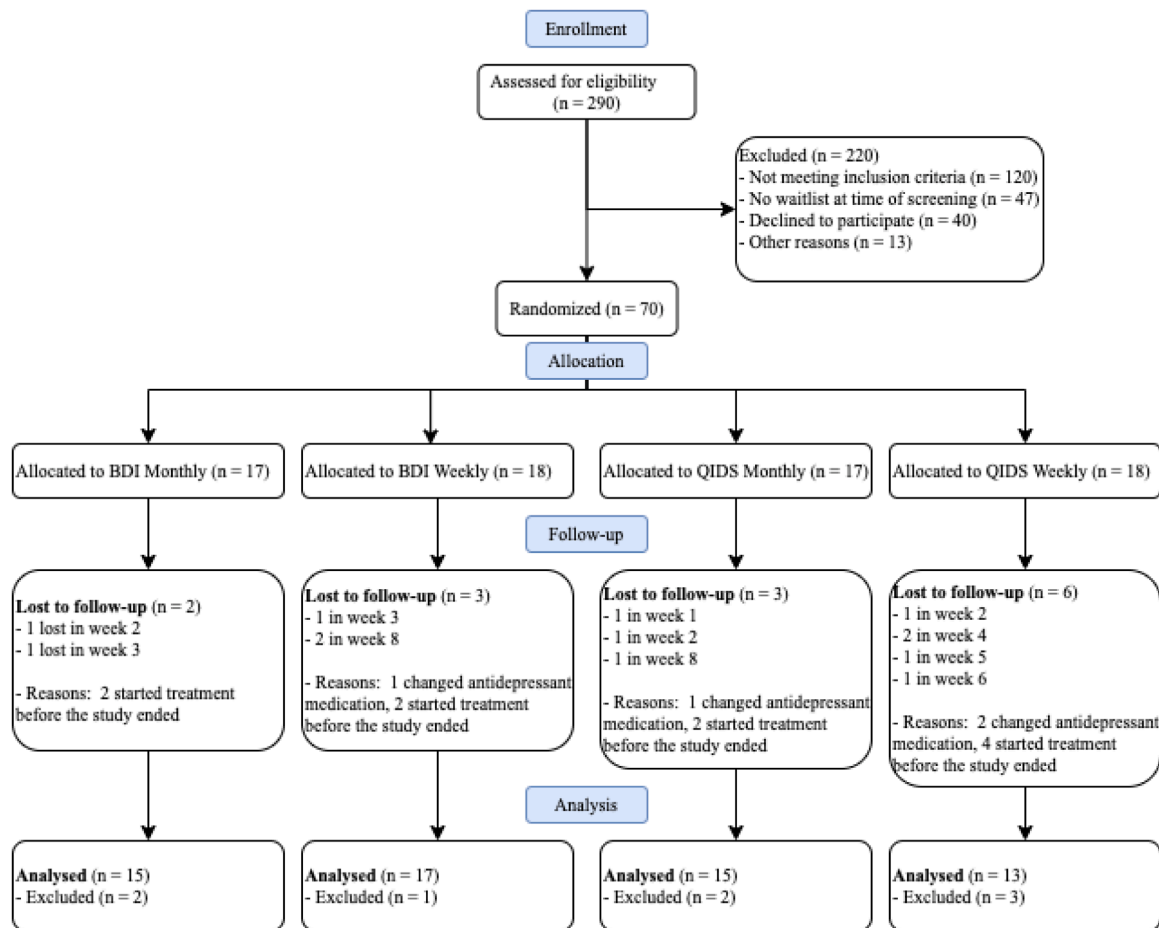 Enrollment
Assessed for eligibility
(n = 290)
Excluded (n = 220)
- Not meeting inclusion criteria (n = 120)
- No waitlist at time of screening (n = 47)
- Declined to participate (n = 40)
- Other reasons (n = 13)
Randomized (n = 70)
Allocation
Allocated to BDI Monthly (n = 17)
Allocated to BDI Weekly (n = 18)
Allocated to QIDS Monthly (n = 17)
Allocated to QIDS Weekly (n = 18)
Follow-up
Lost to follow-up (n = 2)
- 1 lost in week 2
- 1 lost in week 3
- Reasons: 2 started treatment
before the study ended
Lost to follow-up (n = 3)
- 1 in week 3
- 2 in week 8
- Reasons: 1 changed antidepressant
medication, 2 started treatment
before the study ended
Lost to follow-up (n = 3)
- 1 in week 1
- 1 in week 2
- 1 in week 8
- Reasons: 1 changed antidepressant
medication, 2 started treatment
before the study ended
Lost to follow-up (n = 6)
- 1 in week 2
- 2 in week 4
- 1 in week 5
- 1 in week 6
- Reasons: 2 changed antidepressant
medication, 4 started treatment
before the study ended
Analysis
Analysed (n = 15)
- Excluded (n = 2)
Analysed (n = 17)
- Excluded (n = 1)
Analysed (n = 15)
- Excluded (n = 2)
Analysed (n = 13)
- Excluded (n = 3)